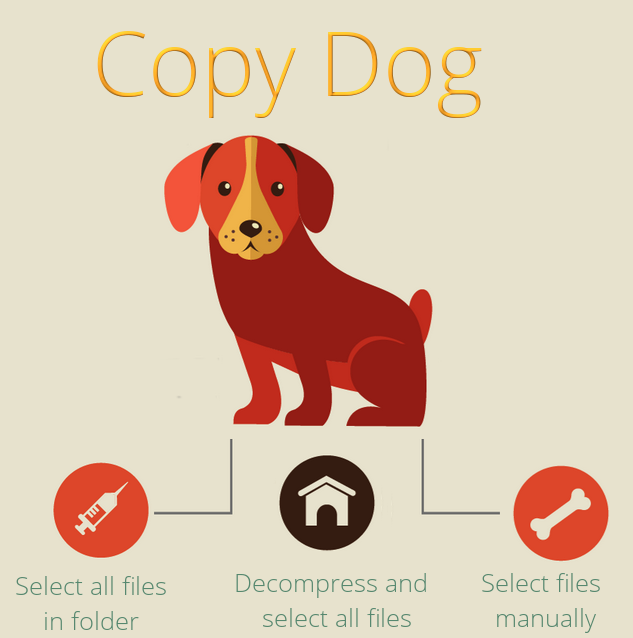 Copy Dog
Select all files
in folder
Decompress and
select all files
Select files
manually